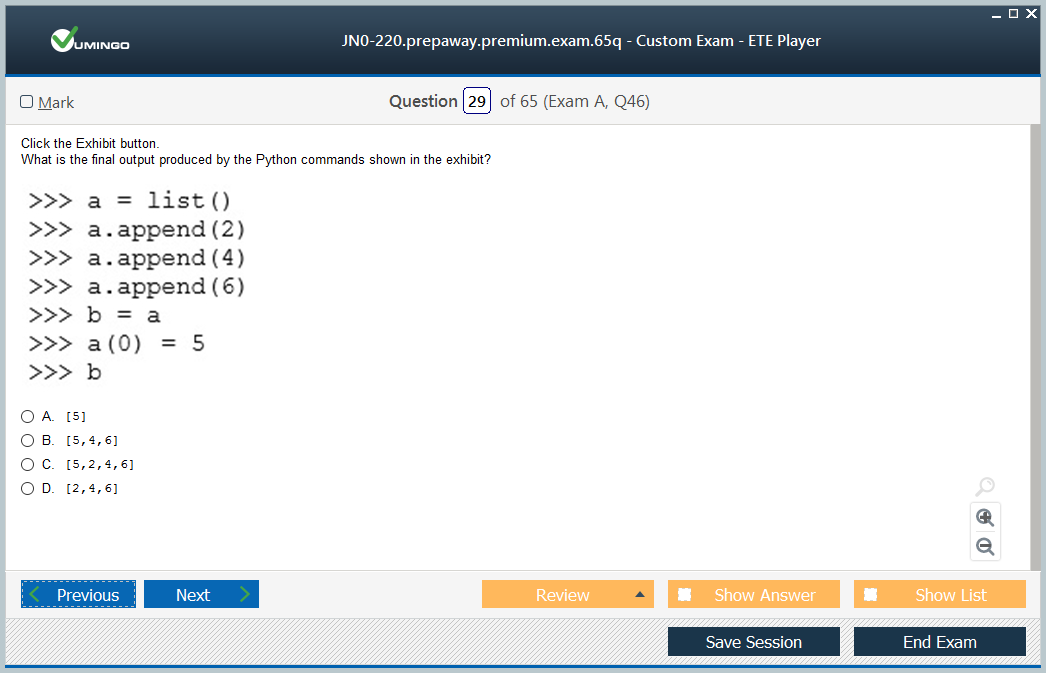 VUMINGO
JN0-220.prepaway.premium.exam.65q - Custom Exam - ETE Player
Mark
Question 29 of 65 (Exam A, Q46)
Click the Exhibit button.
What is the final output produced by the Python commands shown in the exhibit?
>>> a = list()
>>> a.append(2)
>>> a.append(4)
>>> a.append(6)
>>> b = a
>>> a(0) = 5
>>> b
A. [5]
B. [5,4,6]
C. [5,2,4,6]
D. [2,4,6]
Previous Next Review Show Answer Show List
Save Session End Exam